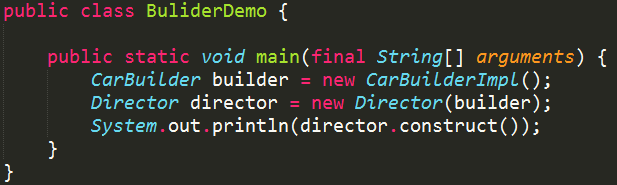 public class BuliderDemo {
    public static void main(final String[] arguments) {
        CarBuilder builder = new CarBuilderImpl();
        Director director = new Director(builder);
        System.out.println(director.construct());
    }
}